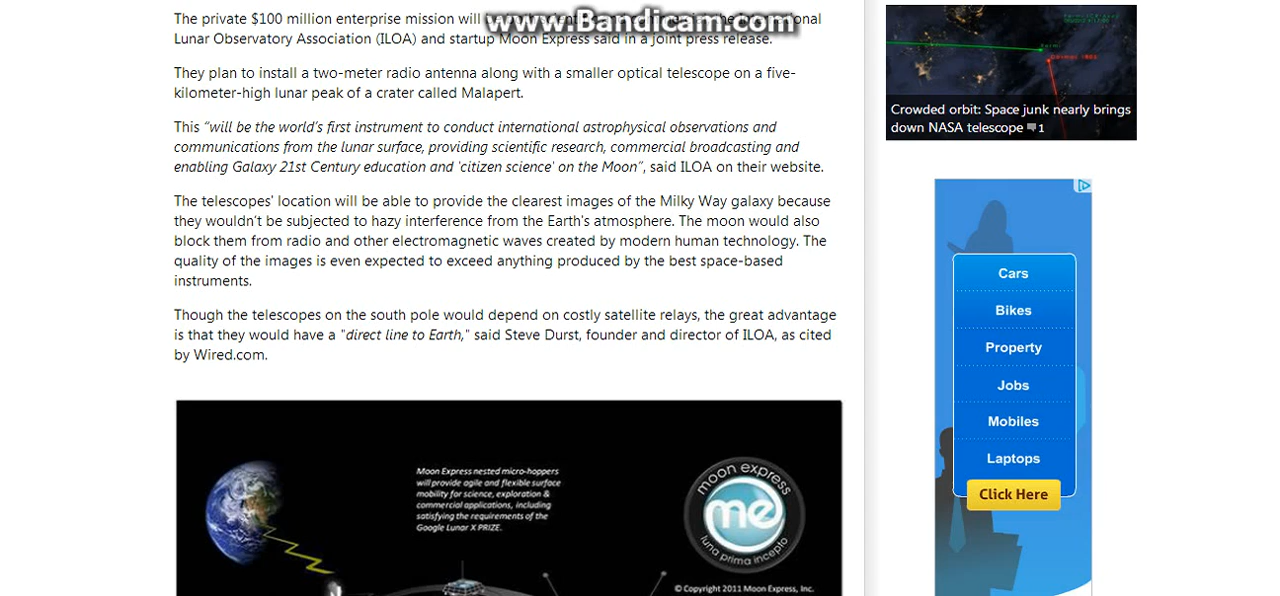 The private $100 million enterprise mission will
www.Bandicam.com
Lunar Observatory Association (ILOA) and startup Moon Express said in a joint press release.
They plan to install a two-meter radio antenna along with a smaller optical telescope on a five-
kilometer-high lunar peak of a crater called Malapert.
This “will be the world’s first instrument to conduct international astrophysical observations and
communications from the lunar surface, providing scientific research, commercial broadcasting and
enabling Galaxy 21st Century education and 'citizen science' on the Moon”, said ILOA on their website.
The telescopes' location will be able to provide the clearest images of the Milky Way galaxy because
they wouldn’t be subjected to hazy interference from the Earth’s atmosphere. The moon would also
block them from radio and other electromagnetic waves created by modern human technology. The
quality of the images is even expected to exceed anything produced by the best space-based
instruments.
Though the telescopes on the south pole would depend on costly satellite relays, the great advantage
is that they would have a "direct line to Earth," said Steve Durst, founder and director of ILOA, as cited
by Wired.com.
Moon Express nested micro-hoppers
will provide agile and flexible surface
mobility for science, exploration &
commercial applications, including
satisfying the requirements of the
Google Lunar X PRIZE.
moon express
me
luna prima incepto
© Copyright 2011 Moon Express, Inc.
Crowded orbit: Space junk nearly brings
down NASA telescope 1
Cars
Bikes
Property
Jobs
Mobiles
Laptops
Click Here